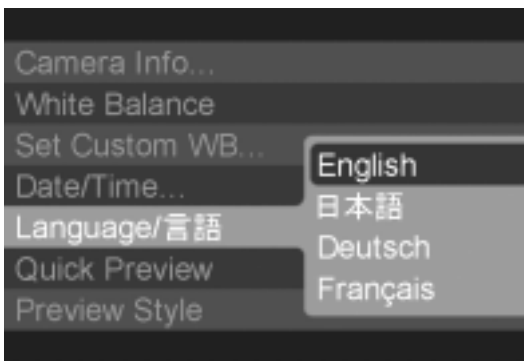 Camera Info...
White Balance
Set Custom WB...
Date/Time...
Language/言語
Quick Preview
Preview Style
English
日本語
Deutsch
Français